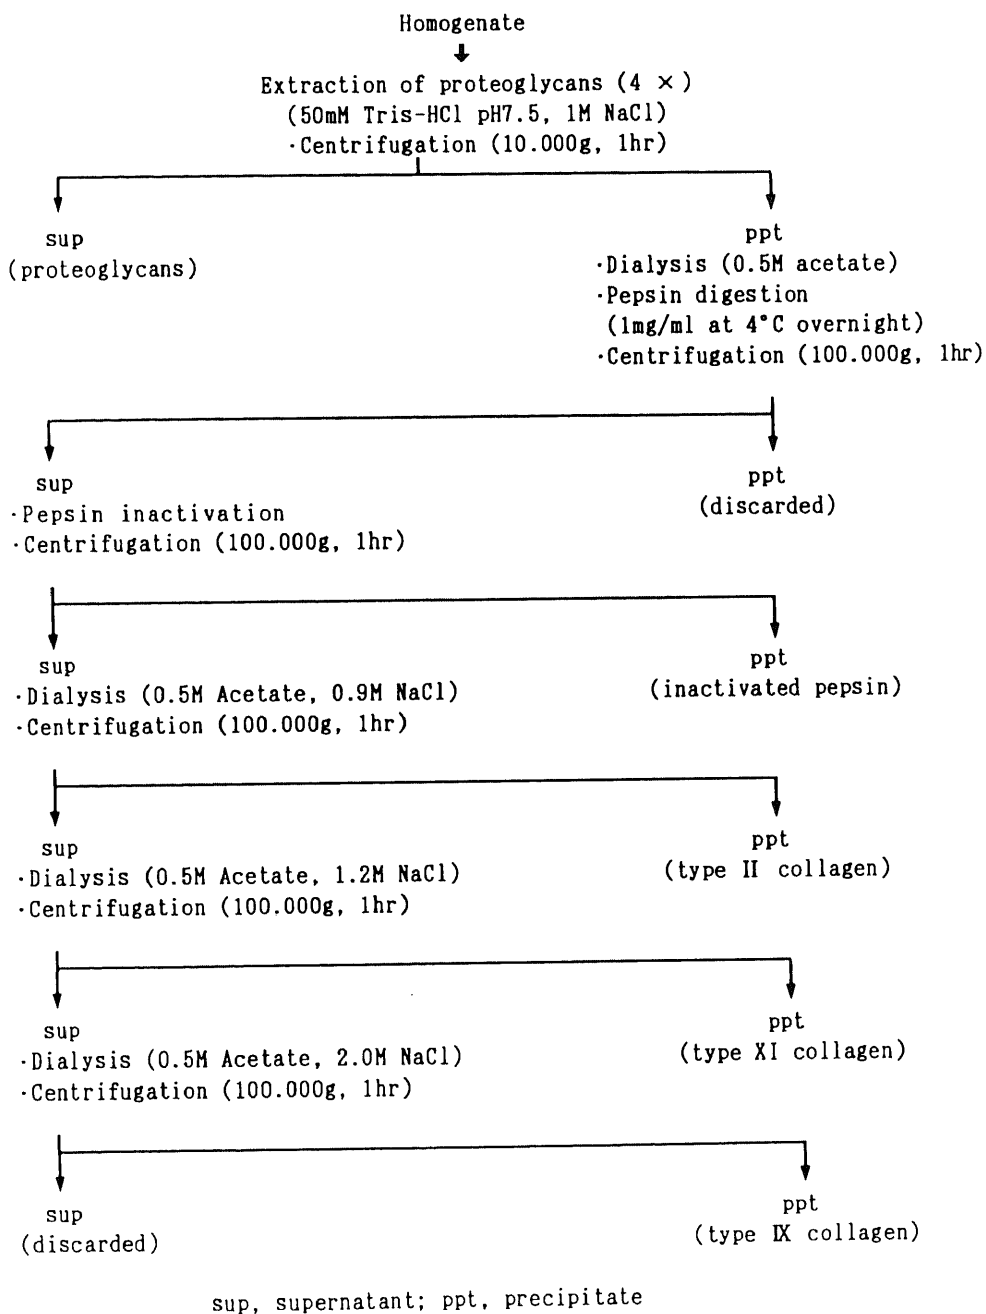 Homogenate
Extraction of proteoglycans (4 ×)
(50mM Tris-HCl pH7.5, 1M NaCl)
·Centrifugation (10.000g, 1hr)
sup
(proteoglycans)
ppt
·Dialysis (0.5M acetate)
·Pepsin digestion
(1mg/ml at 4°C overnight)
·Centrifugation (100.000g, 1hr)
sup
·Pepsin inactivation
·Centrifugation (100.000g, 1hr)
ppt
(discarded)
sup
·Dialysis (0.5M Acetate, 0.9M NaCl)
·Centrifugation (100.000g, 1hr)
ppt
(inactivated pepsin)
sup
·Dialysis (0.5M Acetate, 1.2M NaCl)
·Centrifugation (100.000g, 1hr)
ppt
(type II collagen)
sup
·Dialysis (0.5M Acetate, 2.0M NaCl)
·Centrifugation (100.000g, 1hr)
ppt
(type XI collagen)
sup
(discarded)
ppt
(type IX collagen)
sup, supernatant; ppt, precipitate